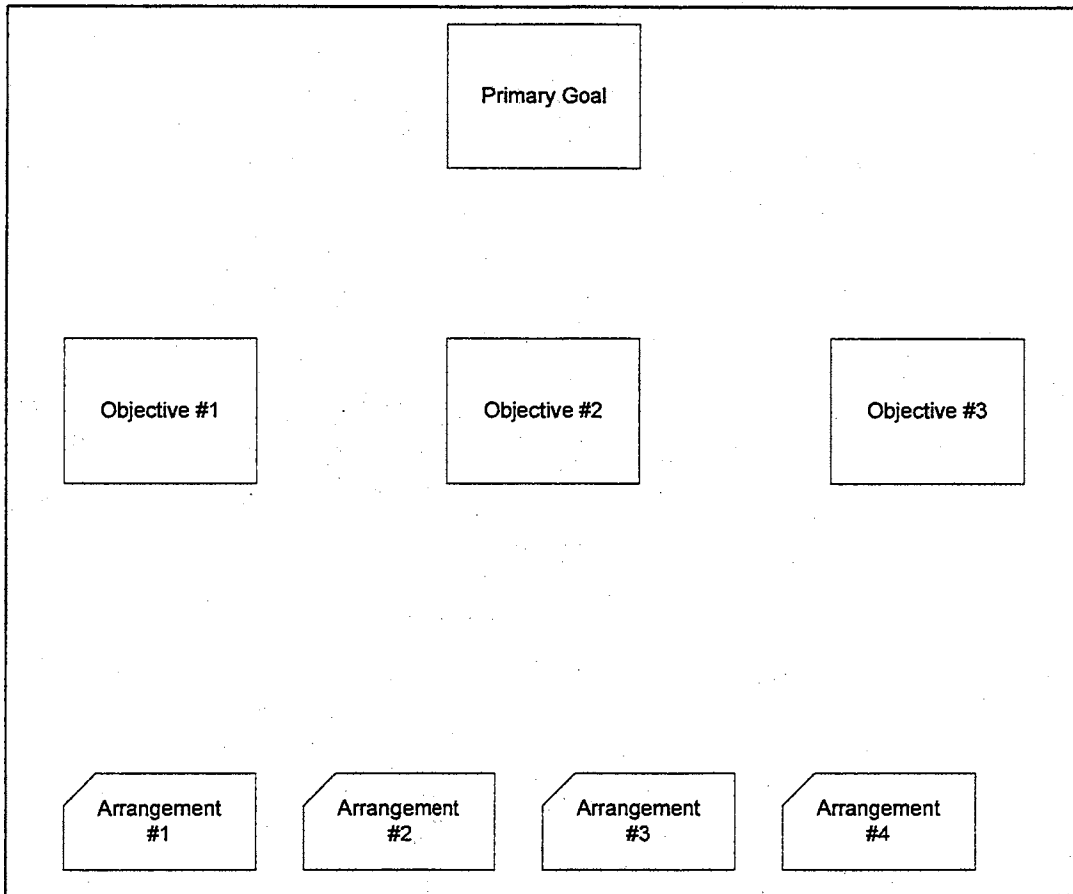 Primary Goal
Objective #1
Objective #2
Objective #3
Arrangement
#1
Arrangement
#2
Arrangement
#3
Arrangement
#4